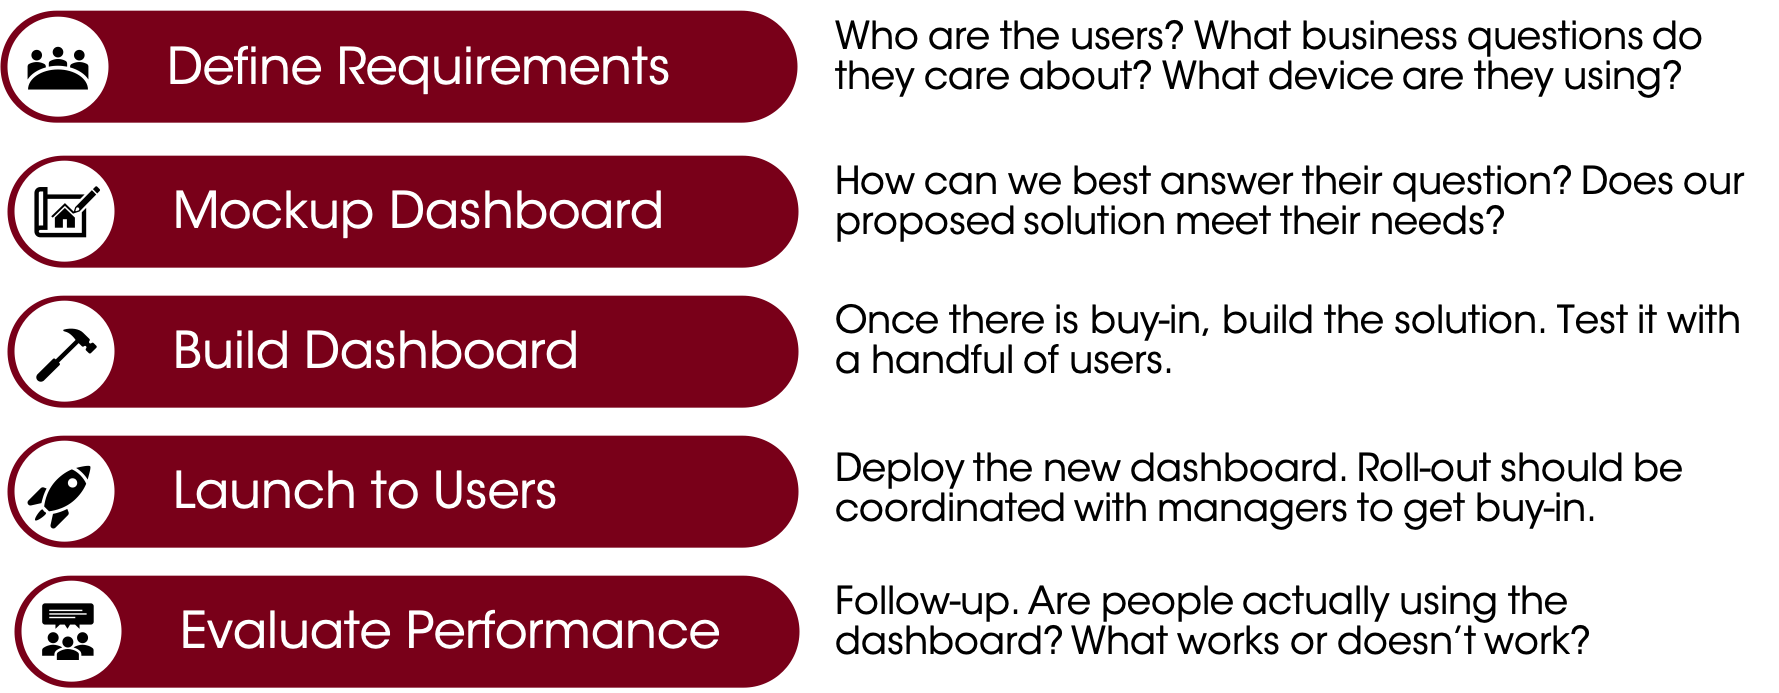 Define Requirements
Who are the users? What business questions do
they care about? What device are they using?
Mockup Dashboard
How can we best answer their question? Does our
proposed solution meet their needs?
Build Dashboard
Once there is buy-in, build the solution. Test it with
a handful of users.
Launch to Users
Deploy the new dashboard. Roll-out should be
coordinated with managers to get buy-in.
Evaluate Performance
Follow-up. Are people actually using the
dashboard? What works or doesn't work?